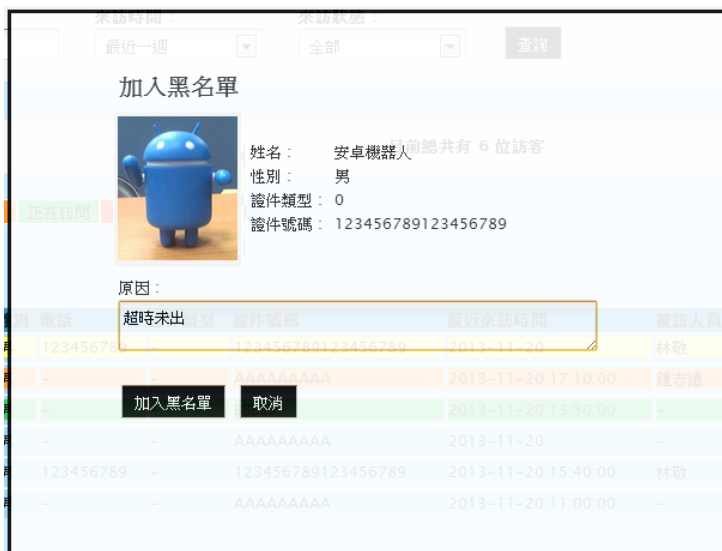 來訪時間： 來訪狀態：
最近一週 全部 查詢
加入黑名單
目前總共有 6 位訪客
姓名： 安卓機器人
性別： 男
證件類型： 0
證件號碼： 123456789123456789
正在訪問
原因：
超時未出
別 電話 類型 證件號碼 最近來訪時間 被訪人員
123456789 – 123456789123456789 2013-11-20 林敬
– AAAAAAAAA 2013-11-20 17:10:00 鍾志遠
加入黑名單 取消
2013-11-20 13:50:00 –
– – AAAAAAAAA 2013-11-20 –
123456789 – 123456789123456789 2013-11-20 15:40:00 林敬
– – AAAAAAAAA 2013-11-20 11:00:00 –